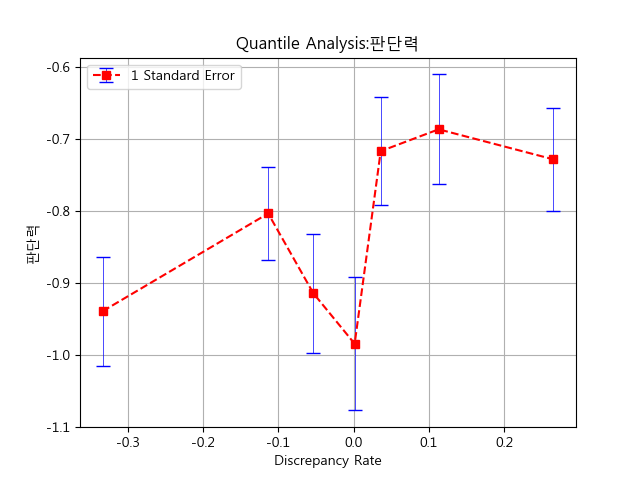 Quantile Analysis:판단력
1 Standard Error
-0.6
-0.7
-0.8
-0.9
-1.0
-1.1
판단력
-0.3 -0.2 -0.1 0.0 0.1 0.2
Discrepancy Rate